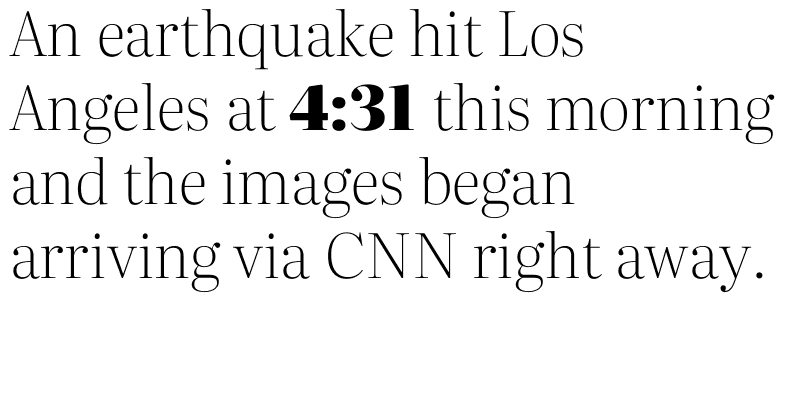 An earthquake hit Los
Angeles at 4:31 this morning
and the images began
arriving via CNN right away.